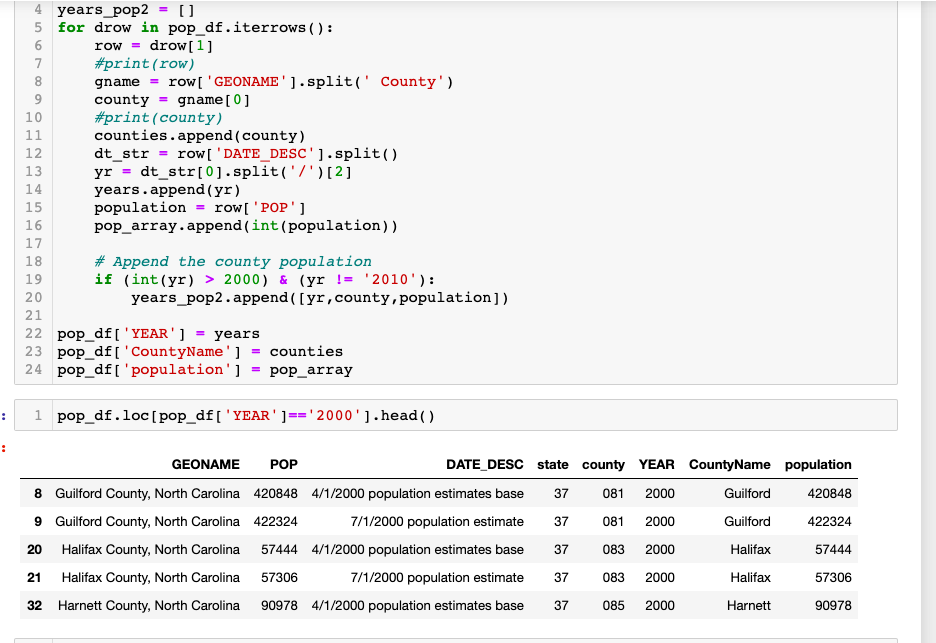 4 years_pop2 = []
5 for drow in pop_df.iterrows():
6     row = drow[1]
7     #print(row)
8     gname = row['GEONAME'].split(' County')
9     county = gname[0]
10     #print(county)
11     counties.append(county)
12     dt_str = row['DATE_DESC'].split()
13     yr = dt_str[0].split('/')[2]
14     years.append(yr)
15     population = row['POP']
16     pop_array.append(int(population))
17
18     # Append the county population
19     if (int(yr) > 2000) & (yr != '2010'):
20         years_pop2.append([yr,county,population])
21
22 pop_df['YEAR'] = years
23 pop_df['CountyName'] = counties
24 pop_df['population'] = pop_array
: 1 pop_df.loc[pop_df['YEAR']=='2000'].head()
:
GEONAME POP DATE_DESC state county YEAR CountyName population
8 Guilford County, North Carolina 420848 4/1/2000 population estimates base 37 081 2000 Guilford 420848
9 Guilford County, North Carolina 422324 7/1/2000 population estimate 37 081 2000 Guilford 422324
20 Halifax County, North Carolina 57444 4/1/2000 population estimates base 37 083 2000 Halifax 57444
21 Halifax County, North Carolina 57306 7/1/2000 population estimate 37 083 2000 Halifax 57306
32 Harnett County, North Carolina 90978 4/1/2000 population estimates base 37 085 2000 Harnett 90978